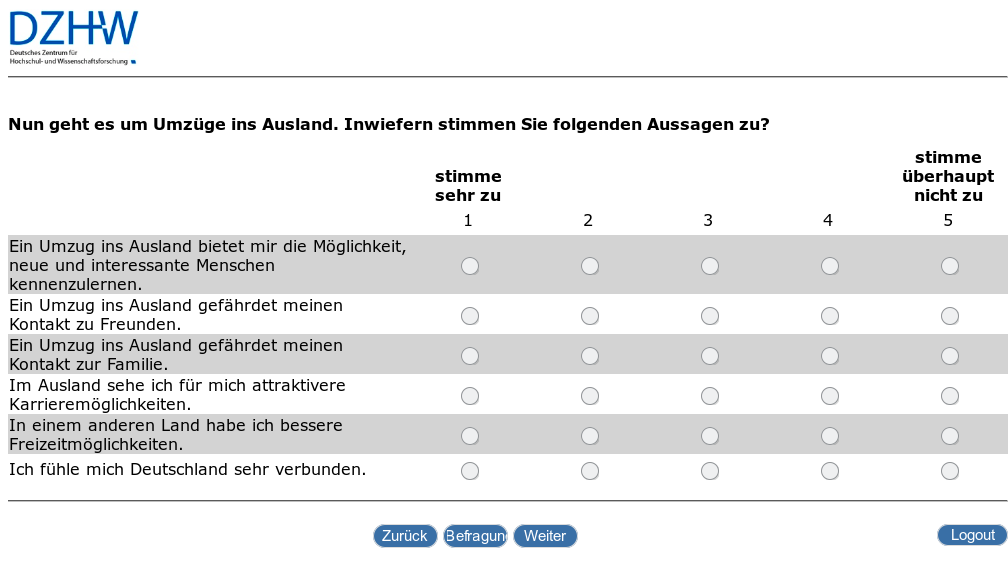 DZHW
Deutsches Zentrum für
Hochschul- und Wissenschaftsforschung
Nun geht es um Umzüge ins Ausland. Inwiefern stimmen Sie folgenden Aussagen zu?
stimme
sehr zu
stimme
überhaupt
nicht zu
1 2 3 4 5
Ein Umzug ins Ausland bietet mir die Möglichkeit,
neue und interessante Menschen
kennenzulernen.
Ein Umzug ins Ausland gefährdet meinen
Kontakt zu Freunden.
Ein Umzug ins Ausland gefährdet meinen
Kontakt zur Familie.
Im Ausland sehe ich für mich attraktivere
Karrieremöglichkeiten.
In einem anderen Land habe ich bessere
Freizeitmöglichkeiten.
Ich fühle mich Deutschland sehr verbunden.
Zurück Befragun Weiter Logout